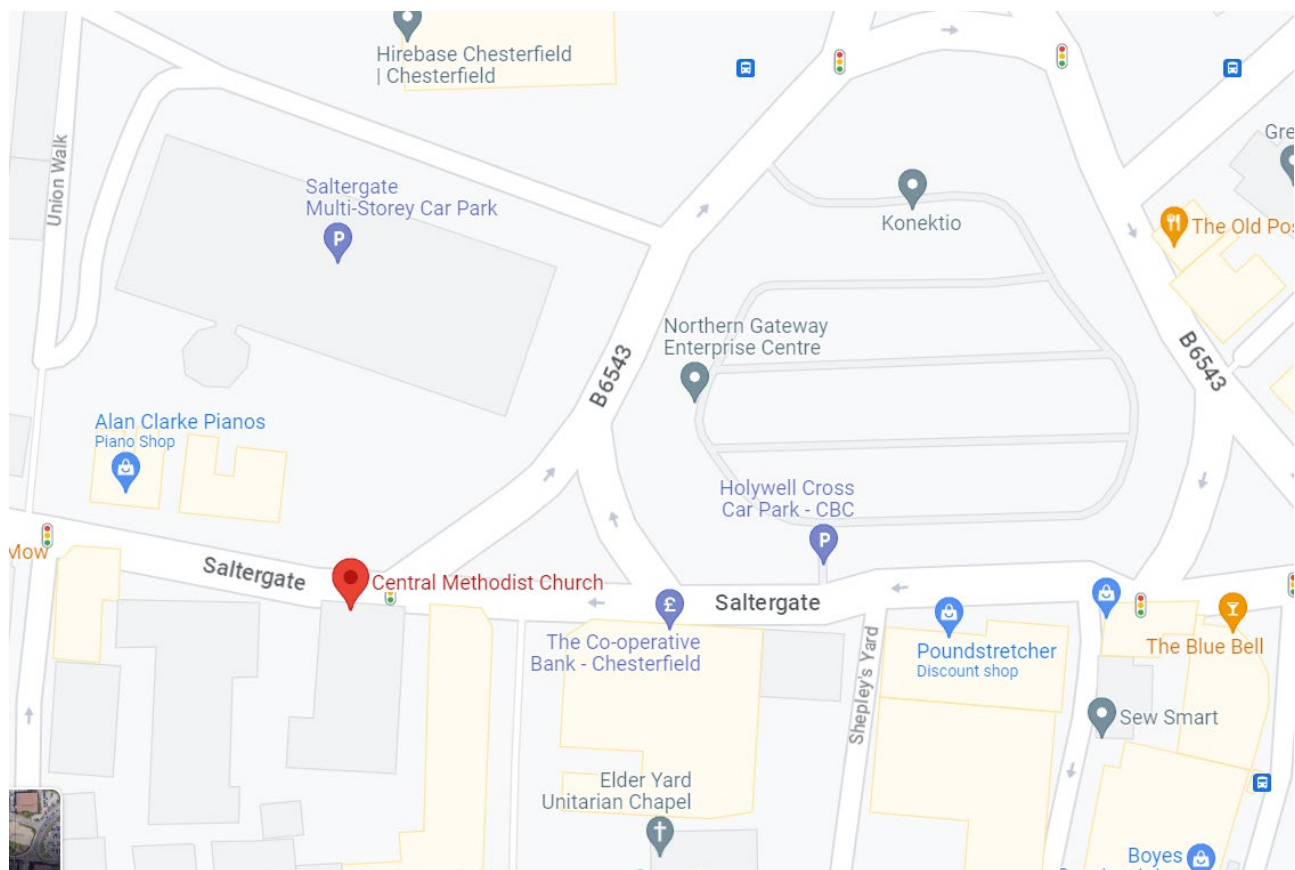 Hirebase Chesterfield
| Chesterfield
Union Walk
Saltergate
Multi-Storey Car Park
P
Konektio
Gre
The Old Pos
Northern Gateway
Enterprise Centre
B6543
B6543
Alan Clarke Pianos
Piano Shop
Holywell Cross
Car Park - CBC
P
Mow
Saltergate
Central Methodist Church
£
Saltergate
The Co-operative
Bank - Chesterfield
Shepley's Yard
Poundstretcher
Discount shop
The Blue Bell
Sew Smart
Elder Yard
Unitarian Chapel
Boyes